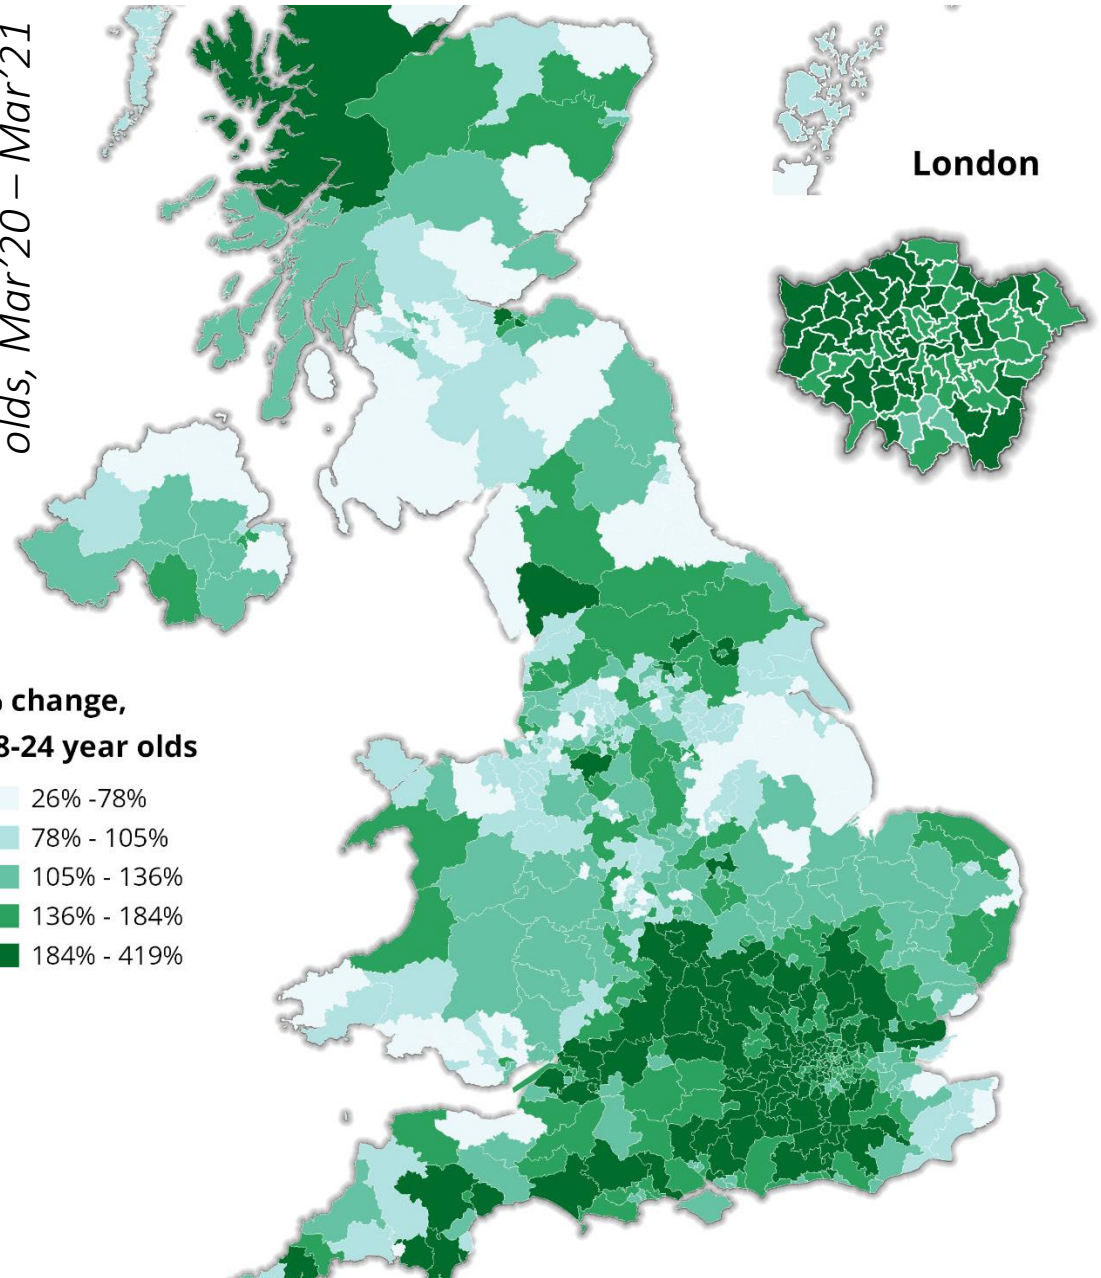 olds, Mar’20 – Mar’21
London
change,
8-24 year olds
26% -78%
78% - 105%
105% - 136%
136% - 184%
184% - 419%